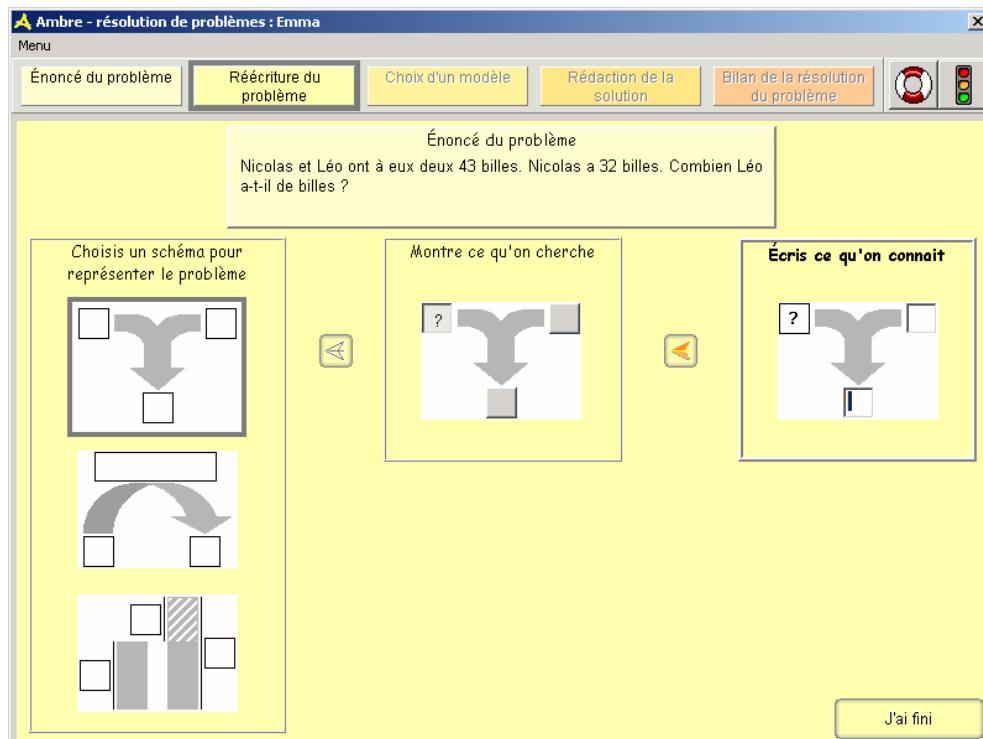 Ambre - résolution de problèmes : Emma
Menu
Énoncé du problème
Réécriture du
problème
Choix d'un modèle
Rédaction de la
solution
Bilan de la résolution
du problème
Énoncé du problème
Nicolas et Léo ont à eux deux 43 billes. Nicolas a 32 billes. Combien Léo
a-t-il de billes ?
Choisis un schéma pour
représenter le problème
Montre ce qu'on cherche
?
Écris ce qu'on connait
?
J'ai fini